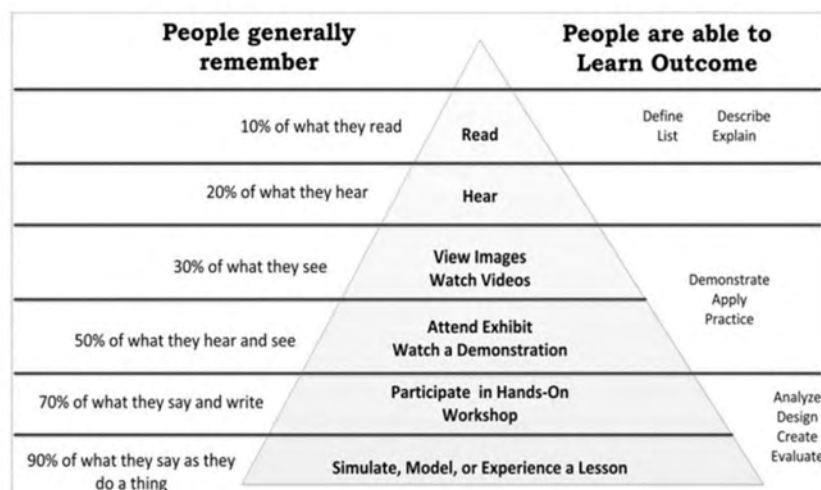 People generally
remember
People are able to
Learn Outcome
10% of what they read
Read
Define Describe
List Explain
20% of what they hear
Hear
30% of what they see
View Images
Watch Videos
Demonstrate
Apply
Practice
50% of what they hear and see
Attend Exhibit
Watch a Demonstration
70% of what they say and write
Participate in Hands-On
Workshop
Analyze
Design
Create
Evaluate
90% of what they say as they
do a thing
Simulate, Model, or Experience a Lesson